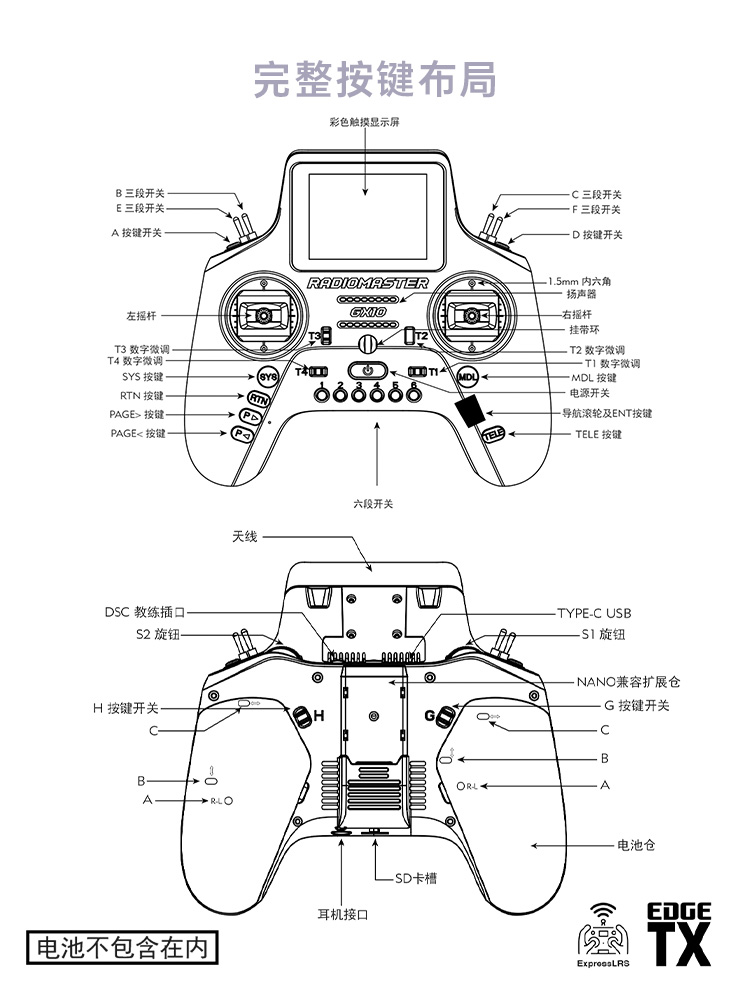 完整按键布局
彩色触摸显示屏
B 三段开关
E 三段开关
A 按键开关
C 三段开关
F 三段开关
D 按键开关
RADIOMASTER
GX10
1.5mm 内六角
扬声器
左摇杆
右摇杆
挂带环
T3
T2
T3 数字微调
T4 数字微调
T2 数字微调
T1 数字微调
T4
T1
SYS 按键
SYS
MDL
MDL 按键
电源开关
RTN 按键
RTN
1 2 3 4 5 6
PAGE> 按键
P
导航滚轮及ENT按键
PAGE< 按键
P
TELE
TELE 按键
六段开关
天线
DSC 教练插口
TYPE-C USB
S2 旋钮
S1 旋钮
NANO兼容扩展仓
H 按键开关
H
G
G 按键开关
C
C
B
B
A
R-L
R-L
A
电池仓
SD卡槽
耳机接口
电池不包含在内
ExpressLRS
EDGE
TX